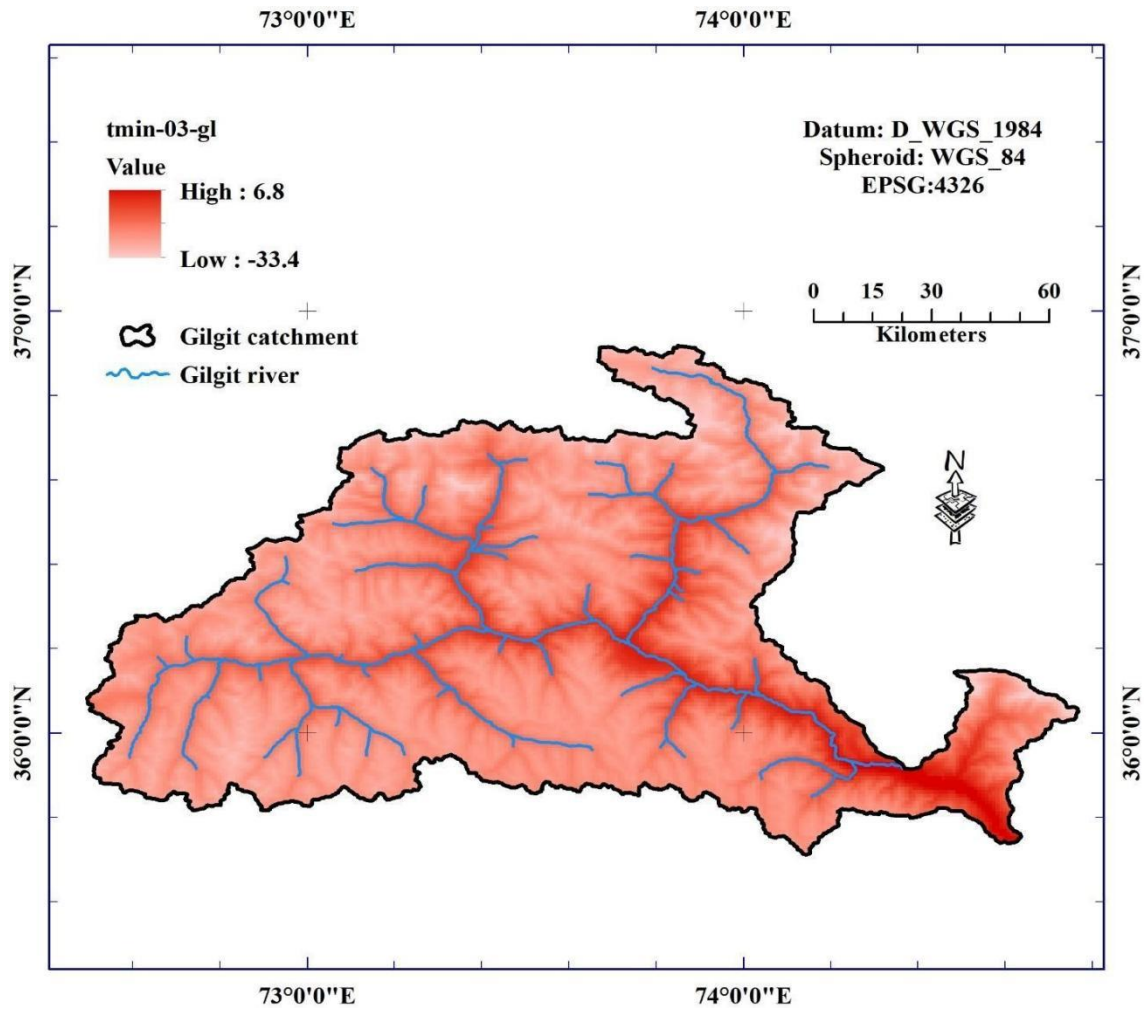 73°0'0"E 74°0'0"E
tmin-03-gl
Value
High : 6.8
Low : -33.4
Gilgit catchment
Gilgit river
Datum: D_WGS_1984
Spheroid: WGS_84
EPSG:4326
0 15 30 60
Kilometers
N
37°0'0"N
37°0'0"N
36°0'0"N
36°0'0"N
73°0'0"E 74°0'0"E